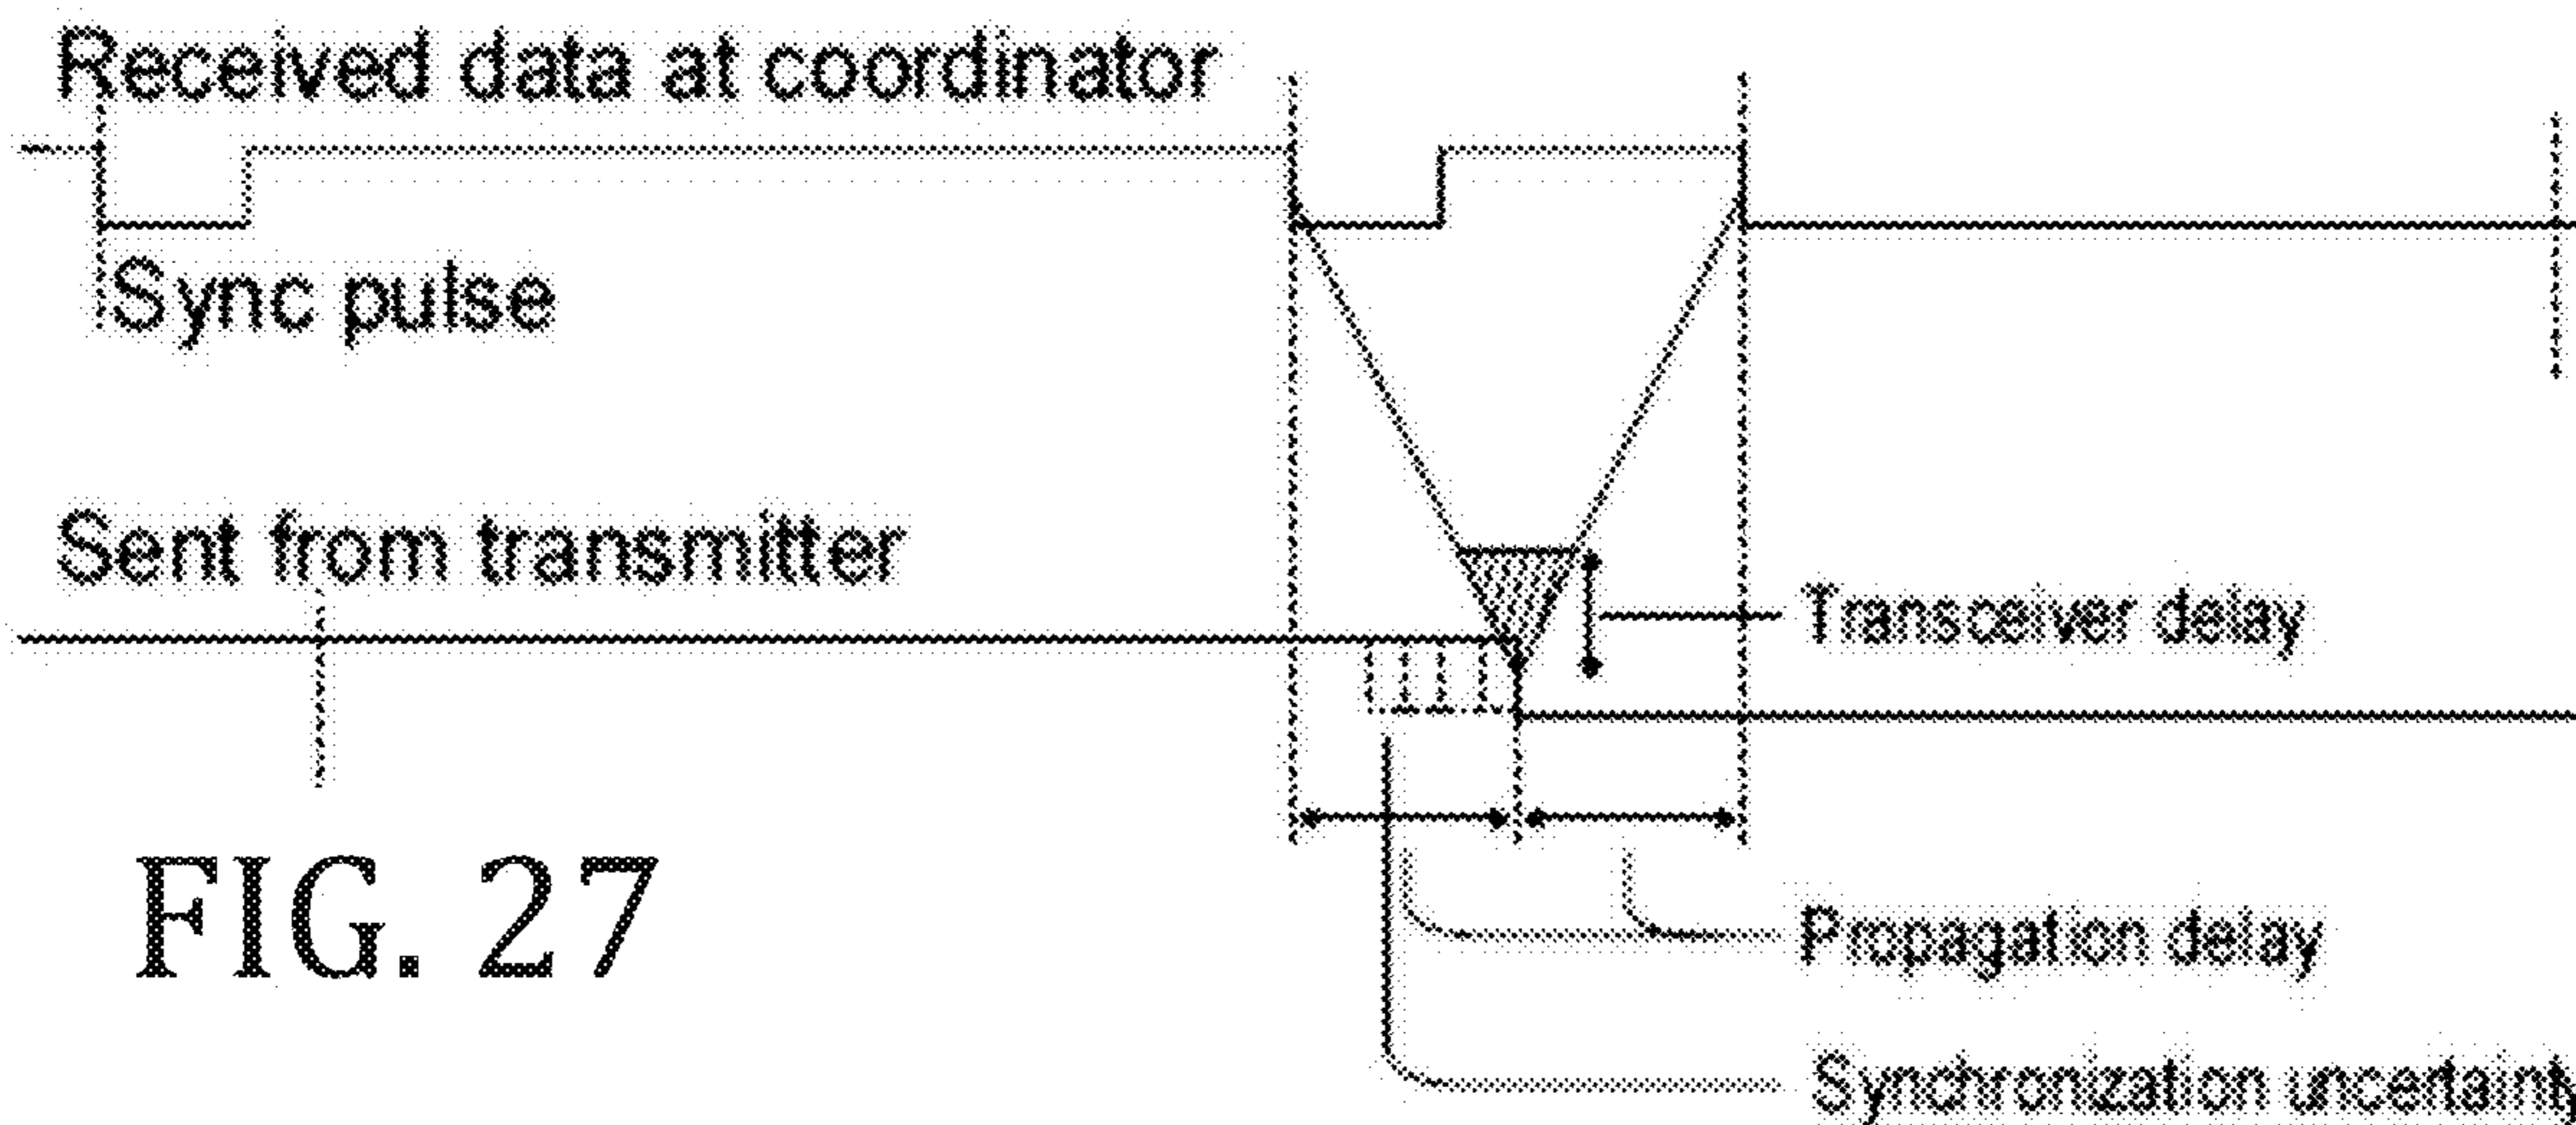 Received data at coordinator
Sync pulse
Sent from transmitter
Transceiver delay
FIG. 27
Propagation delay
Synchronization uncertainty